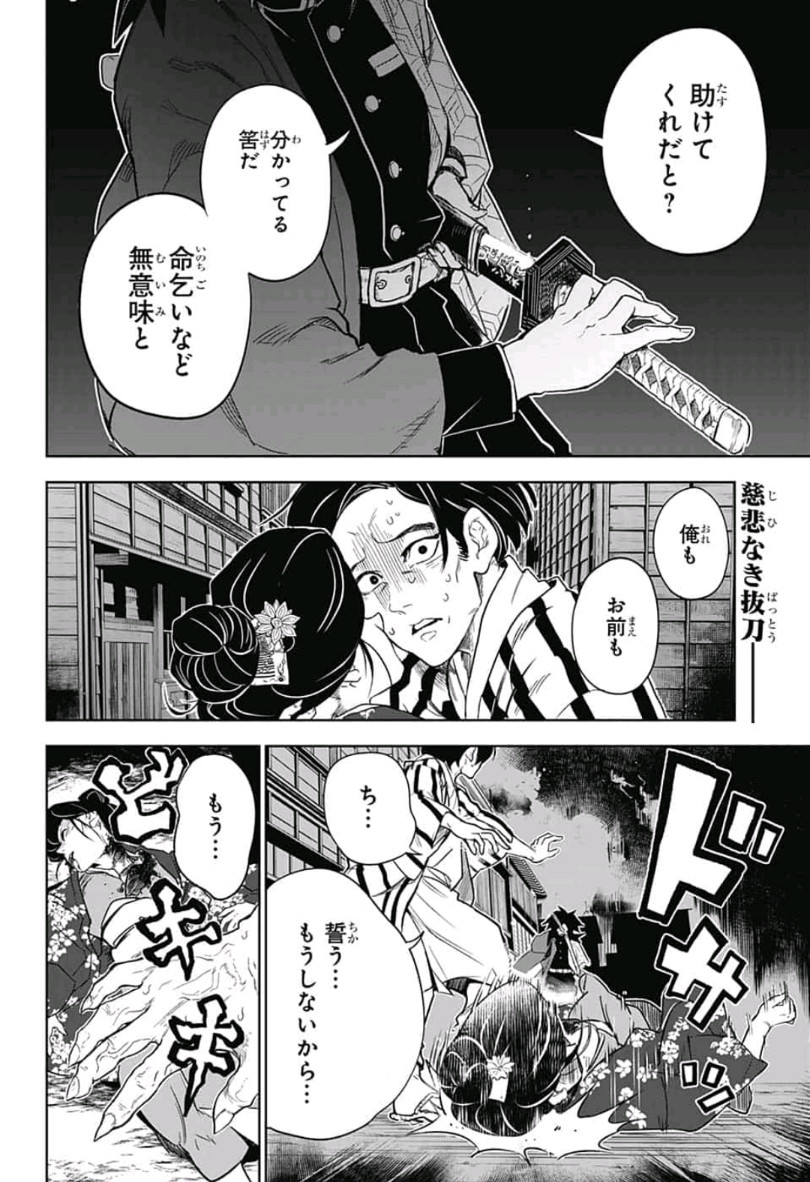 助けて
くれだと？
分かってる
筈だ
命乞いなど
無意味と
慈悲なき抜刀――
俺も
お前も
ドサッ
ち…
誓う…
もうしないから…
もう…
ビキキ